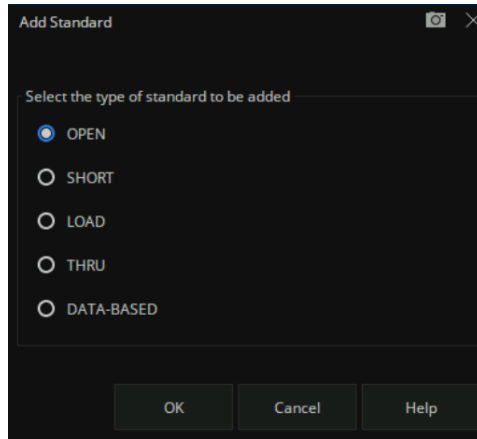 Add Standard
Select the type of standard to be added
OPEN
SHORT
LOAD
THRU
DATA-BASED
OK Cancel Help